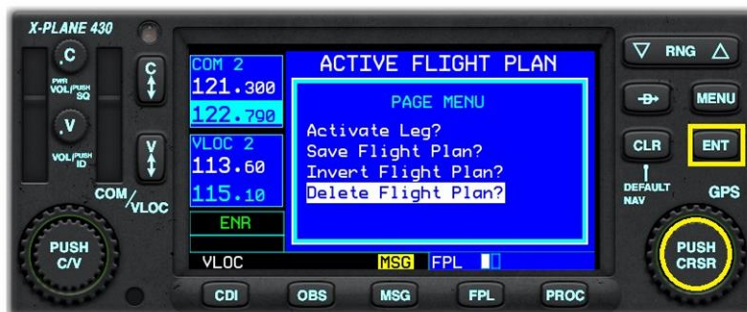 X-PLANE 430
C
PWR
VOL/PUSH SQ
C
V
VOL/PUSH ID
V
COM/VLOC
PUSH C/V
COM 2
121.300
122.790
VLOC 2
113.60
115.10
ENR
VLOC
ACTIVE FLIGHT PLAN
PAGE MENU
Activate Leg?
Save Flight Plan?
Invert Flight Plan?
Delete Flight Plan?
MSG FPL
CDI OBS MSG FPL PROC
RNG
D MENU
CLR ENT
DEFAULT NAV
GPS
PUSH CRSR